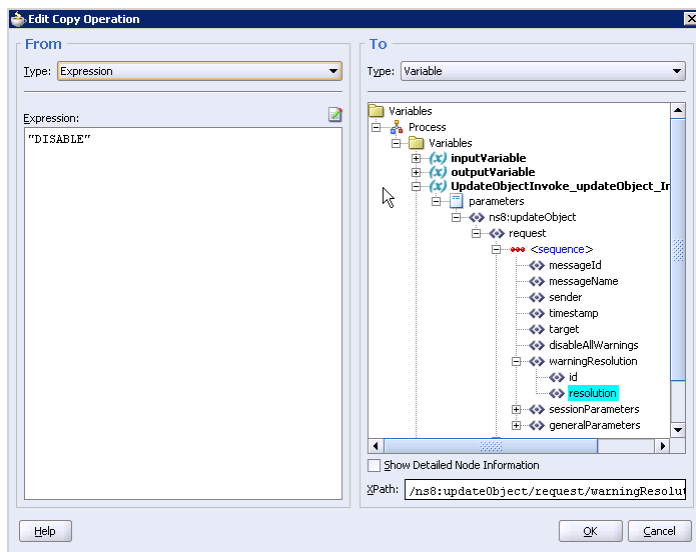 Edit Copy Operation
From
Type: Expression
Expression:
"DISABLE"
To
Type: Variable
Variables
Process
Variables
(x) inputVariable
(x) outputVariable
(x) UpdateObjectInvoke_updateObject_In
parameters
ns8:updateObject
request
<sequence>
messageId
messageName
sender
timestamp
target
disableAllWarnings
warningResolution
id
resolution
sessionParameters
generalParameters
Show Detailed Node Information
XPath: /ns8:updateObject/request/warningResolut
Help
OK
Cancel